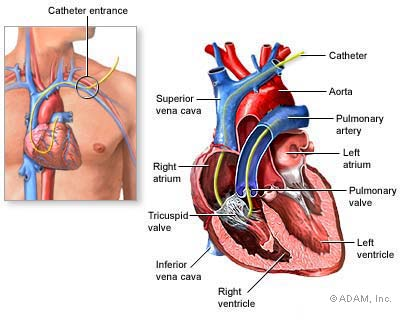 Catheter entrance
Catheter
Aorta
Superior
vena cava
Pulmonary
artery
Left
atrium
Right
atrium
Pulmonary
valve
Tricuspid
valve
Left
ventricle
Inferior
vena cava
Right
ventricle
© ADAM, Inc.